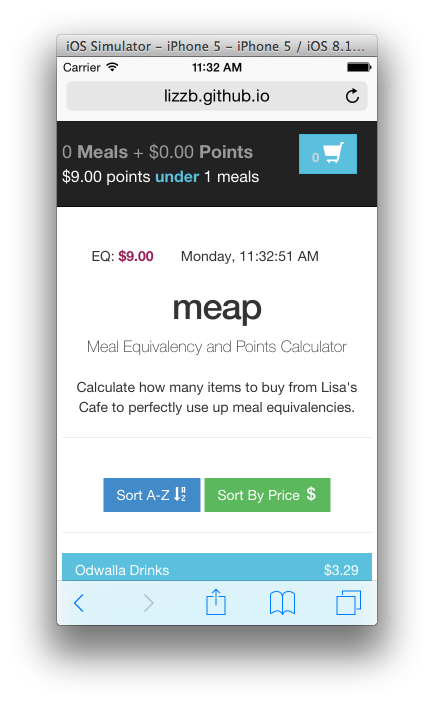 iOS Simulator – iPhone 5 – iPhone 5 / iOS 8.1...
Carrier 11:32 AM
lizzb.github.io
0 Meals + $0.00 Points
0
$9.00 points under 1 meals
EQ: $9.00 Monday, 11:32:51 AM
meap
Meal Equivalency and Points Calculator
Calculate how many items to buy from Lisa's
Cafe to perfectly use up meal equivalencies.
Sort A-Z Sort By Price $
Odwalla Drinks $3.29